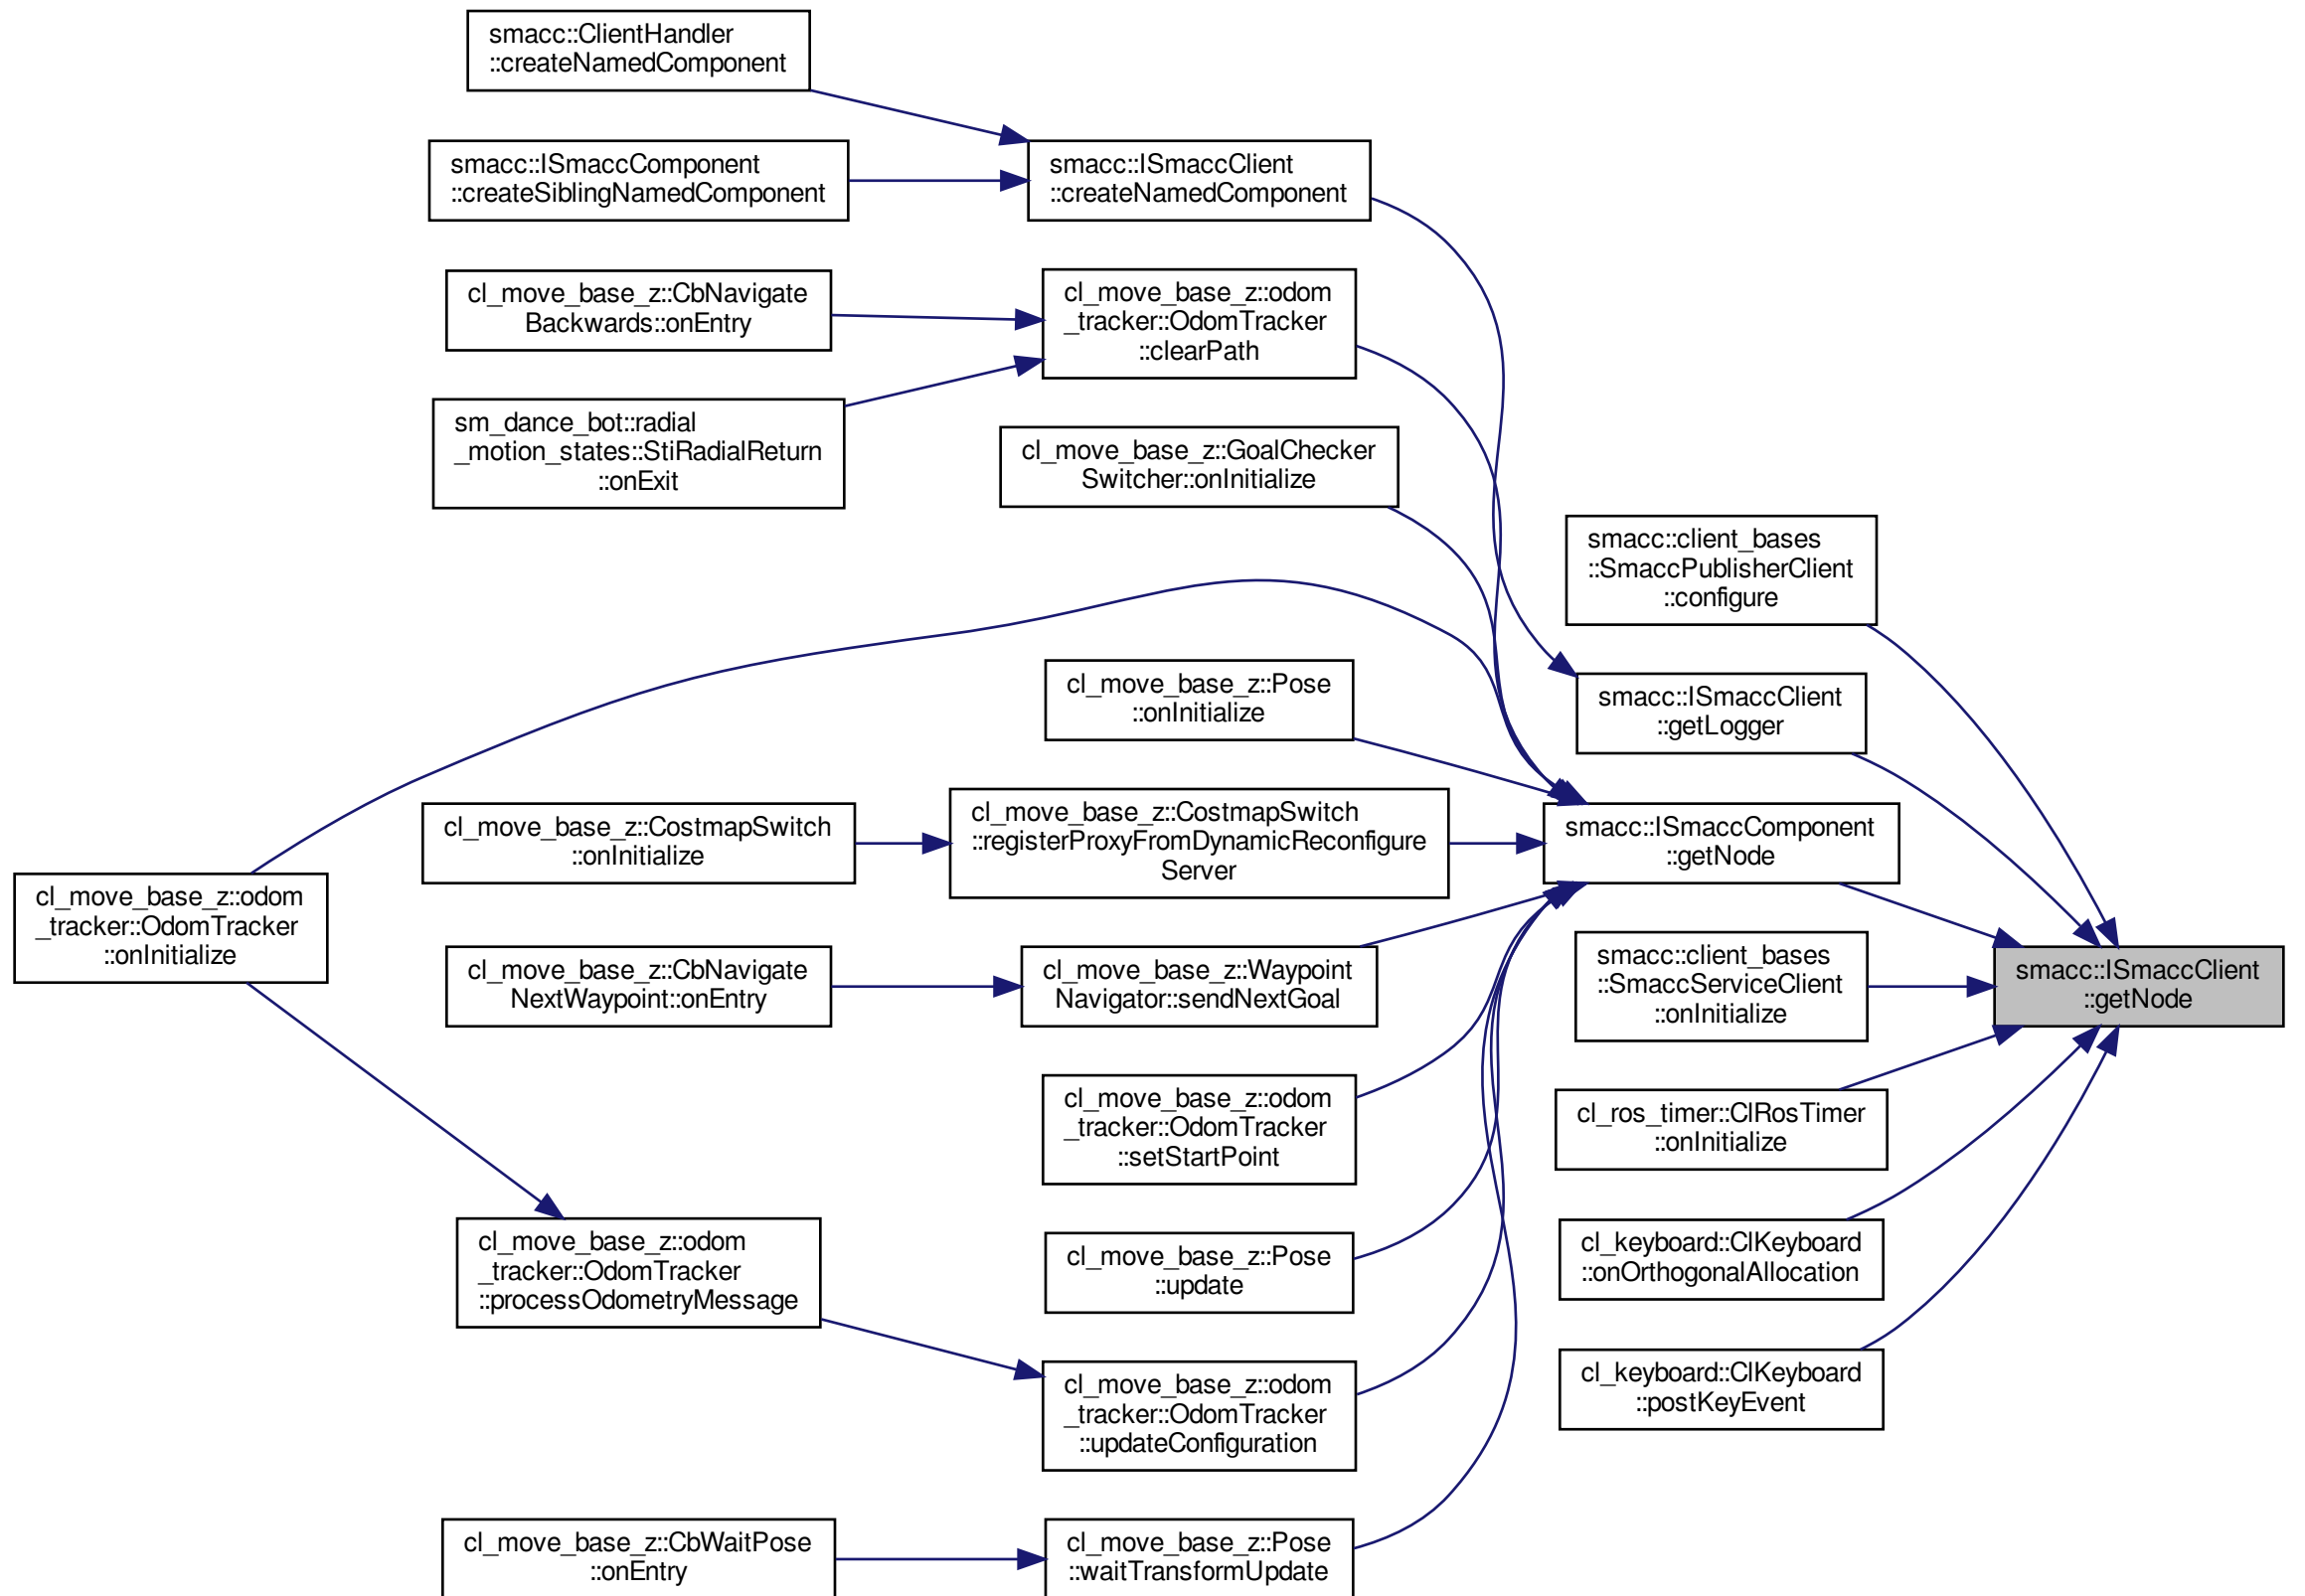 smacc::ClientHandler
::createNamedComponent
smacc::ISmaccComponent
::createSiblingNamedComponent
smacc::ISmaccClient
::createNamedComponent
cl_move_base_z::CbNavigate
Backwards::onEntry
cl_move_base_z::odom
_tracker::OdomTracker
::clearPath
sm_dance_bot::radial
_motion_states::StiRadialReturn
::onExit
cl_move_base_z::GoalChecker
Switcher::onInitialize
smacc::client_bases
::SmaccPublisherClient
::configure
cl_move_base_z::Pose
::onInitialize
smacc::ISmaccClient
::getLogger
cl_move_base_z::CostmapSwitch
::onInitialize
cl_move_base_z::CostmapSwitch
::registerProxyFromDynamicReconfigure
Server
smacc::ISmaccComponent
::getNode
cl_move_base_z::odom
_tracker::OdomTracker
::onInitialize
cl_move_base_z::CbNavigate
NextWaypoint::onEntry
cl_move_base_z::Waypoint
Navigator::sendNextGoal
smacc::client_bases
::SmaccServiceClient
::onInitialize
smacc::ISmaccClient
::getNode
cl_move_base_z::odom
_tracker::OdomTracker
::setStartPoint
cl_ros_timer::ClRosTimer
::onInitialize
cl_move_base_z::odom
_tracker::OdomTracker
::processOdometryMessage
cl_move_base_z::Pose
::update
cl_keyboard::ClKeyboard
::onOrthogonalAllocation
cl_move_base_z::odom
_tracker::OdomTracker
::updateConfiguration
cl_keyboard::ClKeyboard
::postKeyEvent
cl_move_base_z::CbWaitPose
::onEntry
cl_move_base_z::Pose
::waitTransformUpdate